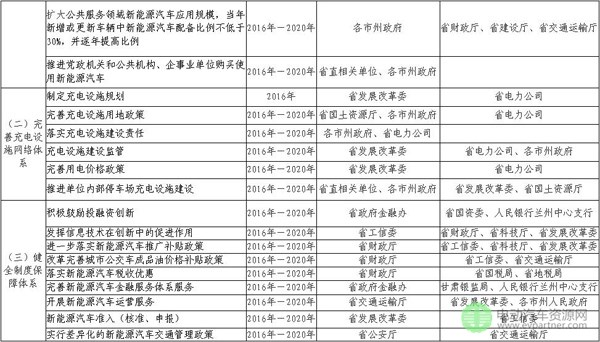 扩大公共服务领域新能源汽车应用规模，当年
新增或更新车辆中新能源汽车配备比例不低于
30%，并逐年提高比例
2016年－2020年
各市州政府
省财政厅、省建设厅、省交通运输厅
推进党政机关和公共机构、企事业单位购买使
用新能源汽车
2016年－2020年
省直相关单位、各市州政府
（二）完
善充电设
施网络体
系
制定充电设施规划
2016年
省发展改革委
省电力公司
完善充电设施用地政策
2016年－2020年
省国土资源厅、各市州政府
省电力公司
落实充电设施建设责任
2016年－2020年
各市州政府、省电力公司
充电设施建设监管
2016年－2020年
省发展改革委
省电力公司、各市州政府
完善用电价格政策
2016年－2020年
省发展改革委
省电力公司
推进单位内部停车场充电设施建设
2016年－2020年
省直相关单位、各市州政府
省发展改革委、省国土资源厅
（三）健
全制度保
障体系
积极鼓励投融资创新
2016年－2020年
省政府金融办
省国资委、人民银行兰州中心支行
发挥信息技术在创新中的促进作用
2016年－2020年
省工信委
省财政厅、省科技厅、省发展改革委
进一步落实新能源汽车推广补贴政策
2016年－2020年
省财政厅
省工信委、省科技厅、省发展改革委
改革完善城市公交车成品油价格补贴政策
2016年－2020年
省财政厅
省工信委、省交通运输厅
落实新能源汽车税收优惠
2016年－2020年
省财政厅
省国税局、省地税局
完善新能源汽车金融服务体系服务
2016年－2020年
省政府金融办
甘肃银监局、人民银行兰州中心支行
开展新能源汽车运营服务
2016年－2020年
省交通运输厅
省发展改革委、各市州人民政府
新能源汽车准入（核准、申报）
2016年－2020年
省发展改革委
省工信委
实行差异化的新能源汽车交通管理政策
2016年－2020年
省公安厅
省交通运输厅
电动汽车资源网
www.evpartner.com